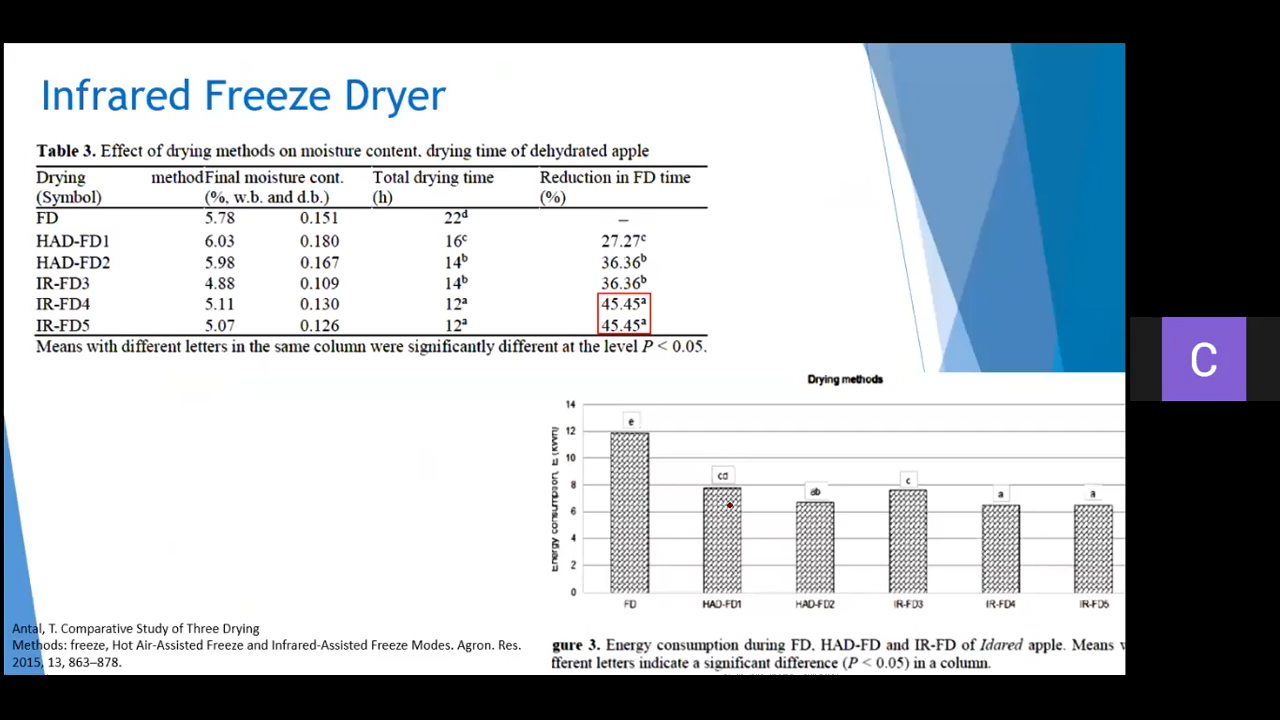 Infrared Freeze Dryer
Table 3. Effect of drying methods on moisture content, drying time of dehydrated apple
Drying methodFinal moisture cont. Total drying time Reduction in FD time
(Symbol) (%, w.b. and d.b.) (h) (%)
FD 5.78 0.151 22ᵈ –
HAD-FD1 6.03 0.180 16ᶜ 27.27ᶜ
HAD-FD2 5.98 0.167 14ᵇ 36.36ᵇ
IR-FD3 4.88 0.109 14ᵇ 36.36ᵇ
IR-FD4 5.11 0.130 12ᵃ 45.45ᵃ
IR-FD5 5.07 0.126 12ᵃ 45.45ᵃ
Means with different letters in the same column were significantly different at the level P < 0.05.
C
Drying methods
Energy consumption, E (kWh)
14
12
10
8
6
4
2
0
e
cd
ab
c
a
a
FD HAD-FD1 HAD-FD2 IR-FD3 IR-FD4 IR-FD5
gure 3. Energy consumption during FD, HAD-FD and IR-FD of Idared apple. Means
fferent letters indicate a significant difference (P < 0.05) in a column.
Antal, T. Comparative Study of Three Drying
Methods: freeze, Hot Air-Assisted Freeze and Infrared-Assisted Freeze Modes. Agron. Res.
2015, 13, 863–878.